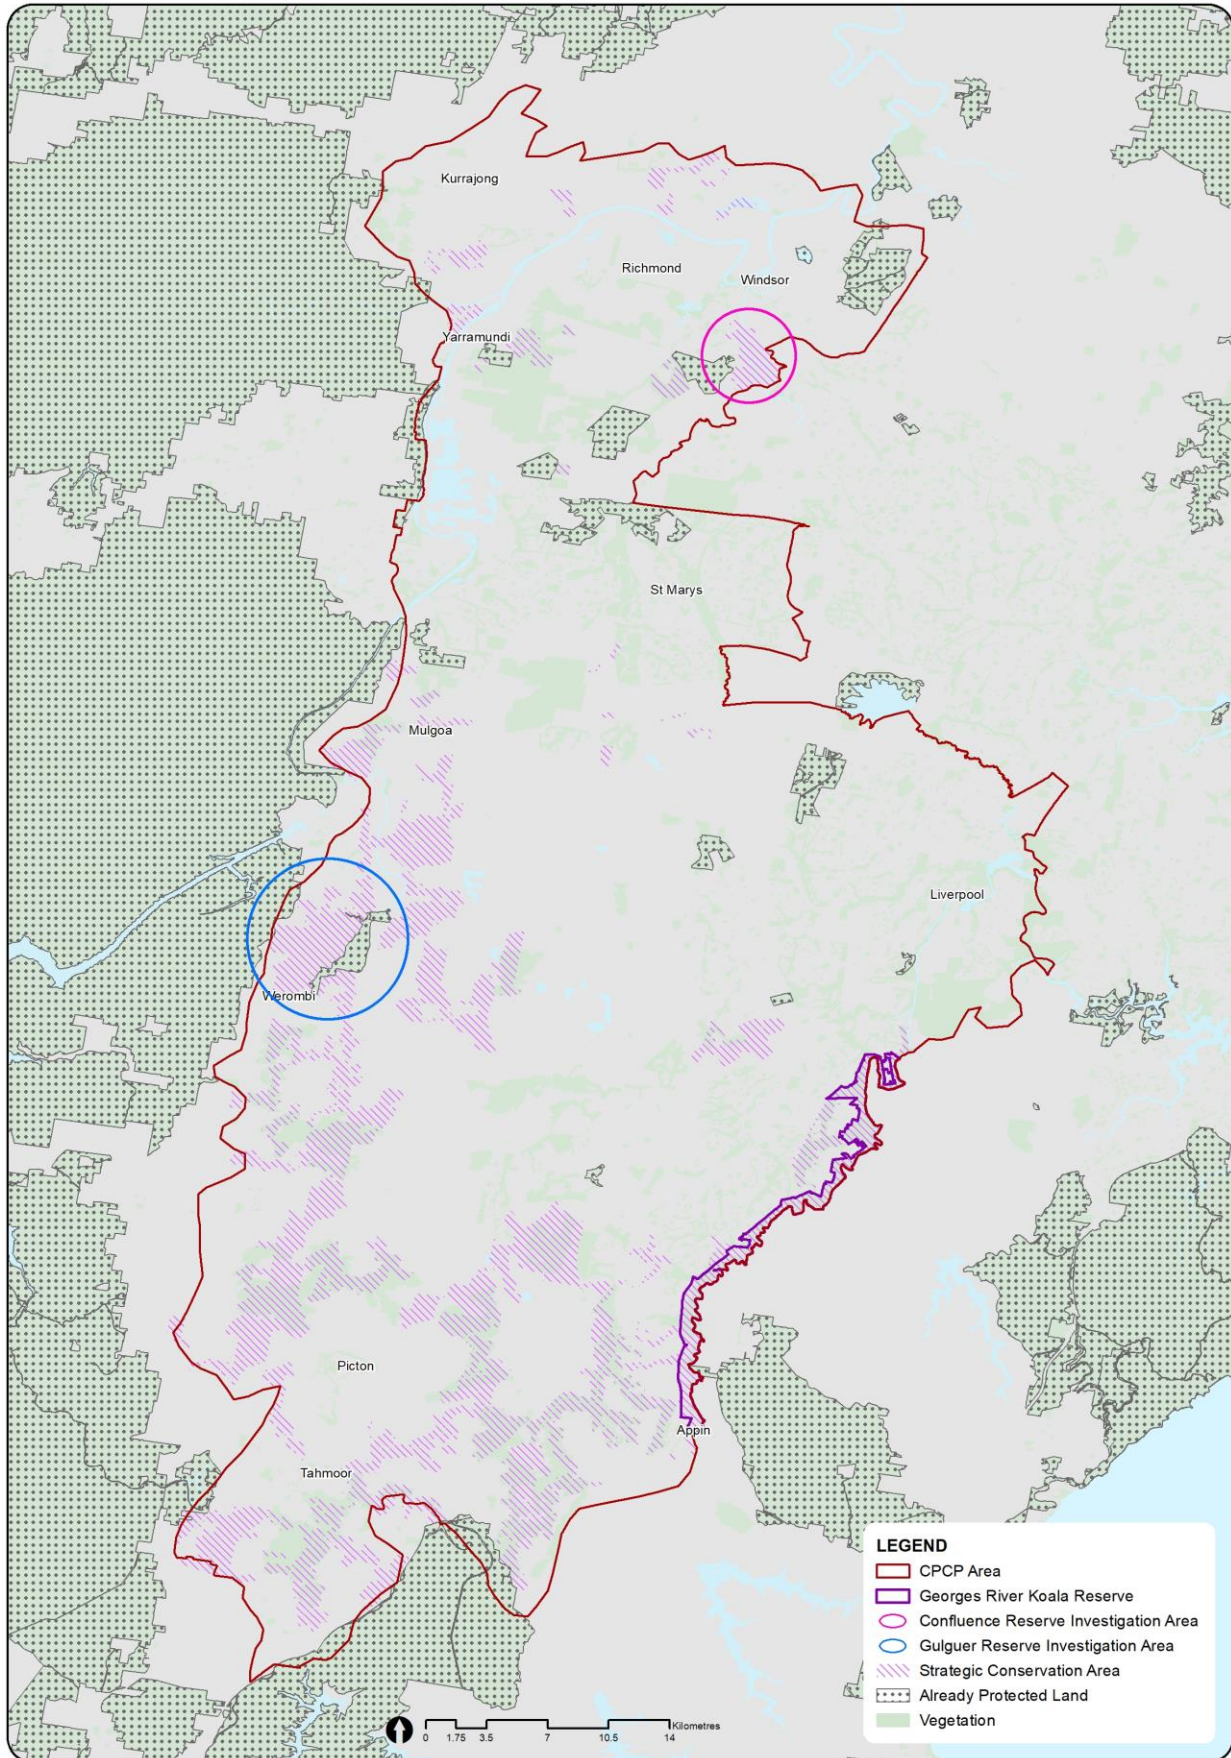 Kurrajong
Richmond
Windsor
Yarramundi
St Marys
Mulgoa
Liverpool
Werombi
Picton
Appin
Tahmoor
LEGEND
CPCP Area
Georges River Koala Reserve
Confluence Reserve Investigation Area
Gulguer Reserve Investigation Area
Strategic Conservation Area
Already Protected Land
Vegetation
Kilometres
0 1.75 3.5 7 10.5 14